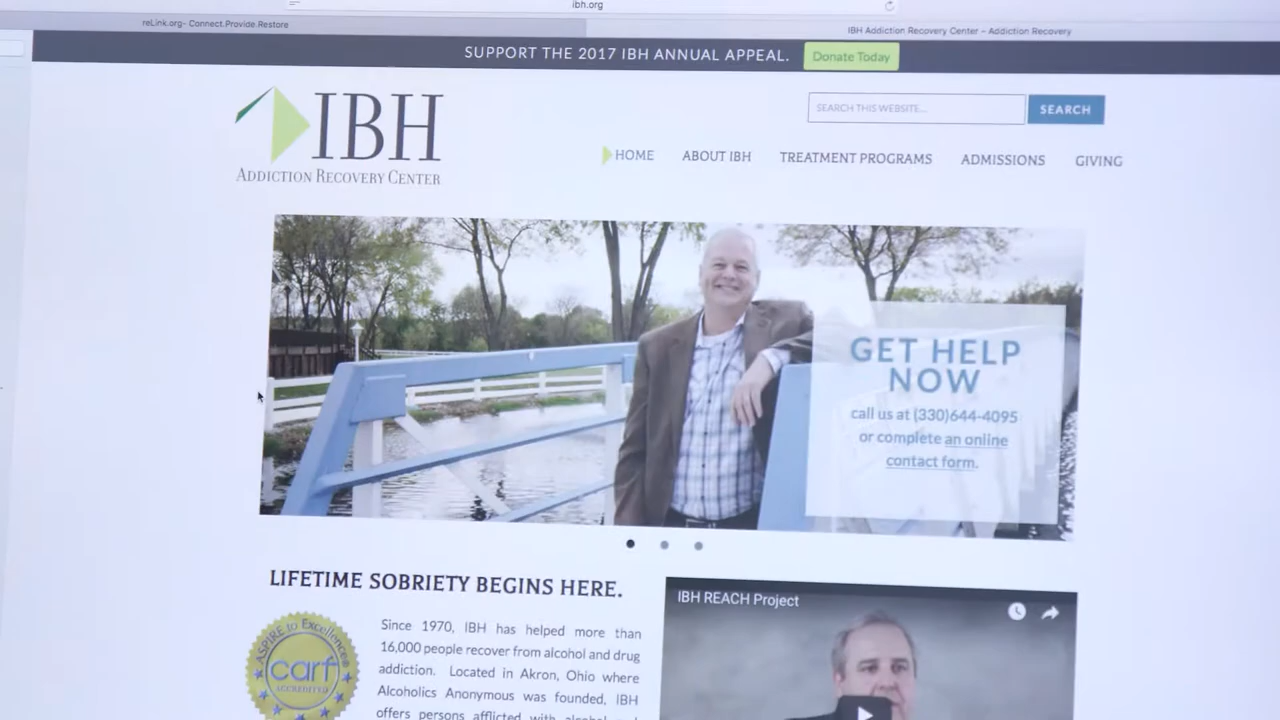 ibh.org
reLink.org- Connect.Provide.Restore
IBH Addiction Recovery Center – Addiction Recovery
SUPPORT THE 2017 IBH ANNUAL APPEAL.
Donate Today
IBH
ADDICTION RECOVERY CENTER
SEARCH THIS WEBSITE...
SEARCH
HOME
ABOUT IBH
TREATMENT PROGRAMS
ADMISSIONS
GIVING
GET HELP
NOW
call us at (330)644-4095
or complete an online
contact form.
LIFETIME SOBRIETY BEGINS HERE.
ASPIRE to Excellence®
carf
ACCREDITED
Since 1970, IBH has helped more than
16,000 people recover from alcohol and drug
addiction. Located in Akron, Ohio where
Alcoholics Anonymous was founded, IBH
offers persons afflicted with alcohol and
IBH REACH Project